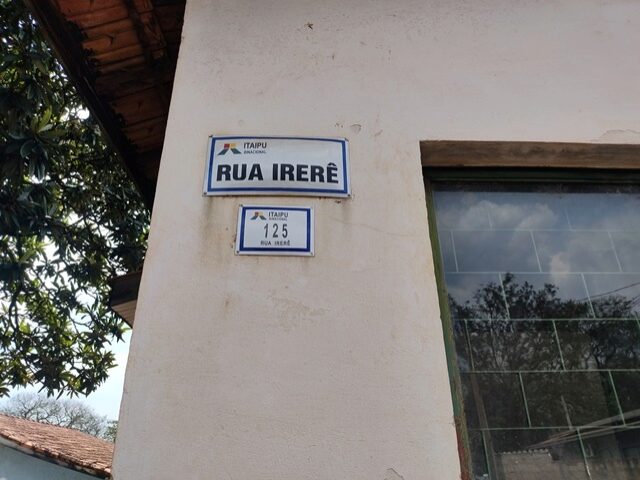 ITAIPU
BINACIONAL
RUA IRERÊ
ITAIPU
BINACIONAL
125
RUA IRERÊ